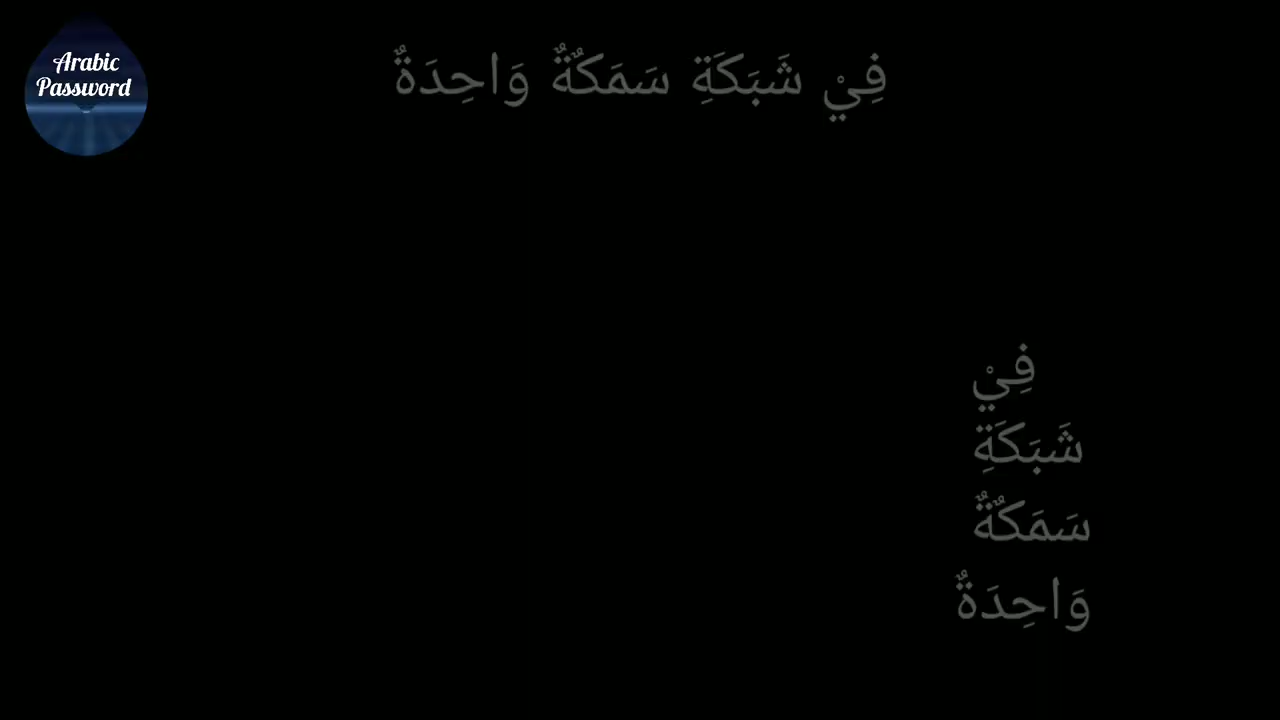 Arabic
Password
فِيْ شَبَكَةِ سَمَكٌةٌ وَاحِدَةٌ
فِيْ
شَبَكَةِ
سَمَكٌةٌ
وَاحِدَةٌ